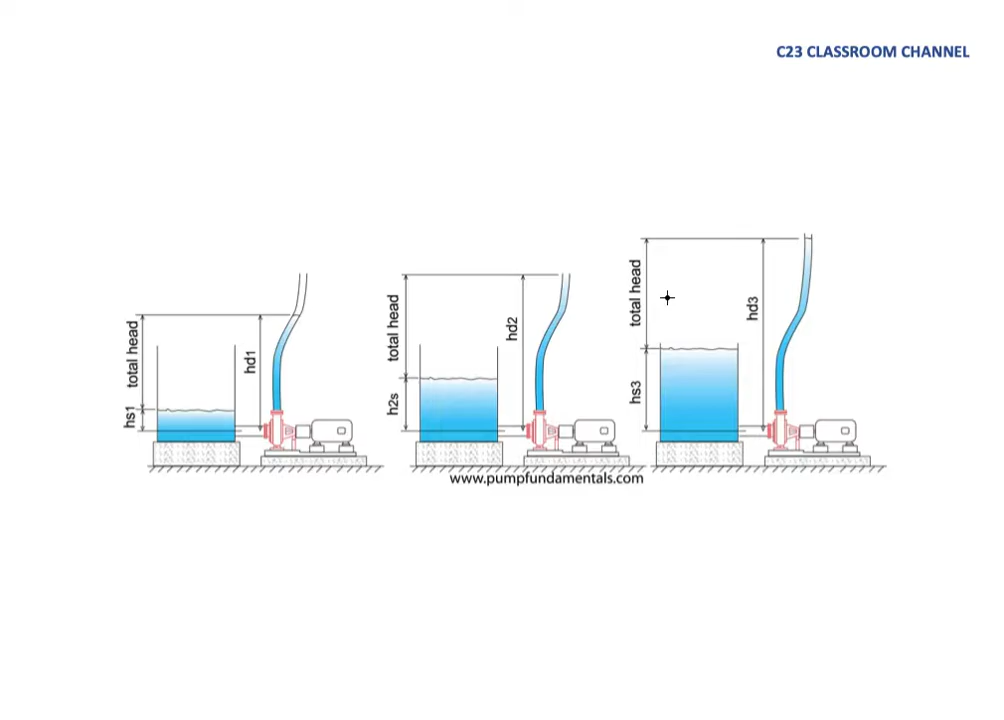 C23 CLASSROOM CHANNEL
total head
hs1
hd1
total head
h2s
hd2
total head
hs3
hd3
www.pumpfundamentals.com